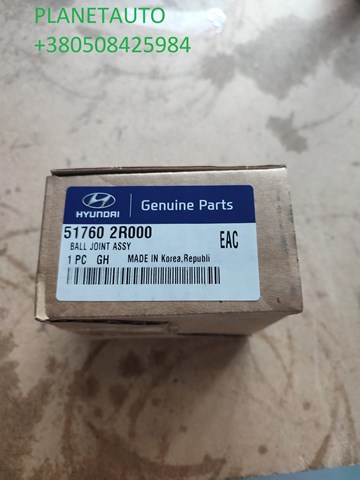 PLANETAUTO
+380508425984
HYUNDAI
Genuine Parts
51760 2R000
BALL JOINT ASSY
EAC
1 PC GH MADE IN Korea,Republi